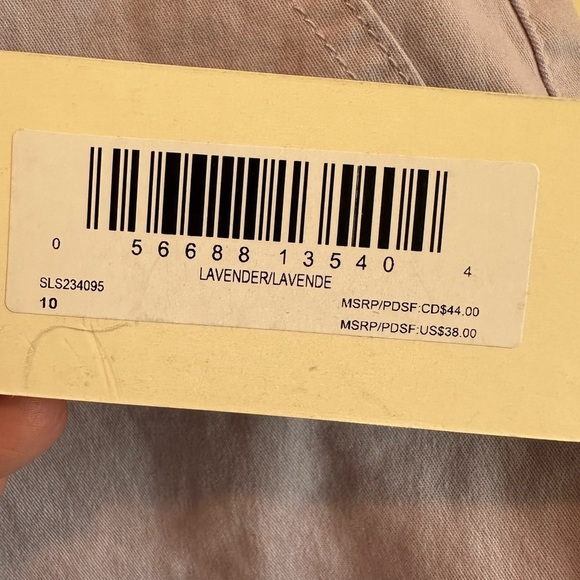 0 56688 13540 4
LAVENDER/LAVENDE
SLS234095
10
MSRP/PDSF:CD$44.00
MSRP/PDSF:US$38.00